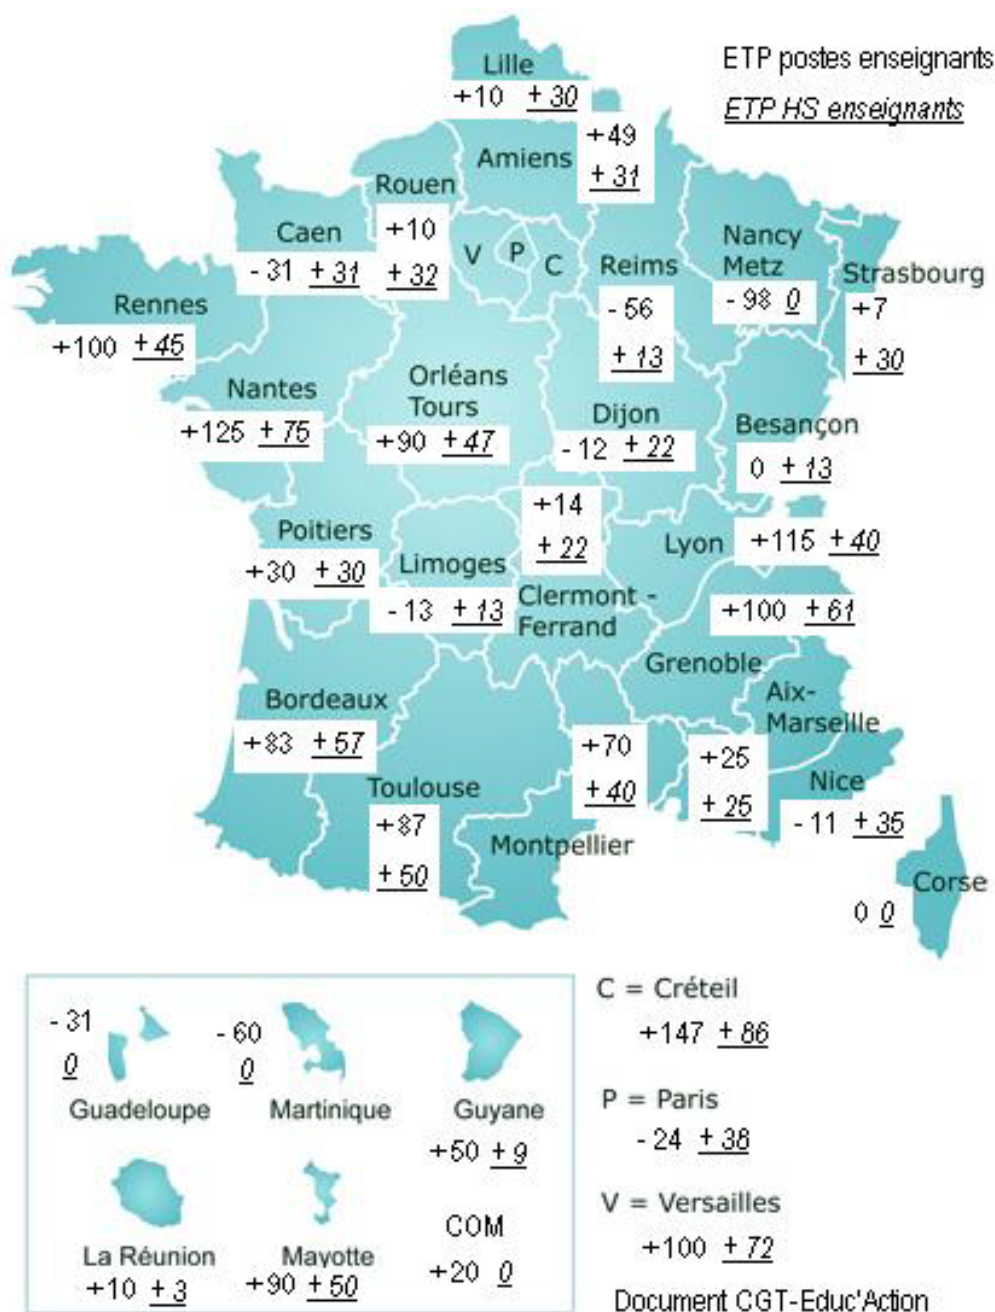 ETP postes enseignants
ETP HS enseignants
Lille
+10 + 30
Amiens
+49
+ 31
Rouen
+10
+ 32
Caen
- 31 + 31
V
P
C
Reims
- 56
+ 13
Nancy
Metz
- 98 0
Strasbourg
+7
+ 30
Rennes
+100 + 45
Nantes
+125 + 75
Orléans
Tours
+90 + 47
Dijon
- 12 + 22
Besançon
0 + 13
Poitiers
+30 + 30
Limoges
- 13 + 13
+14
+ 22
Clermont -
Ferrand
Lyon
+115 + 40
+100 + 61
Grenoble
Aix-
Marseille
+25
+ 25
Bordeaux
+83 + 57
Toulouse
+87
+ 50
+70
+ 40
Montpellier
Nice
- 11 + 35
Corse
0 0
- 31
0
Guadeloupe
- 60
0
Martinique
Guyane
+50 + 9
La Réunion
+10 + 3
Mayotte
+90 + 50
COM
+20 0
C = Créteil
+147 + 86
P = Paris
- 24 + 38
V = Versailles
+100 + 72
Document CGT-Educ'Action